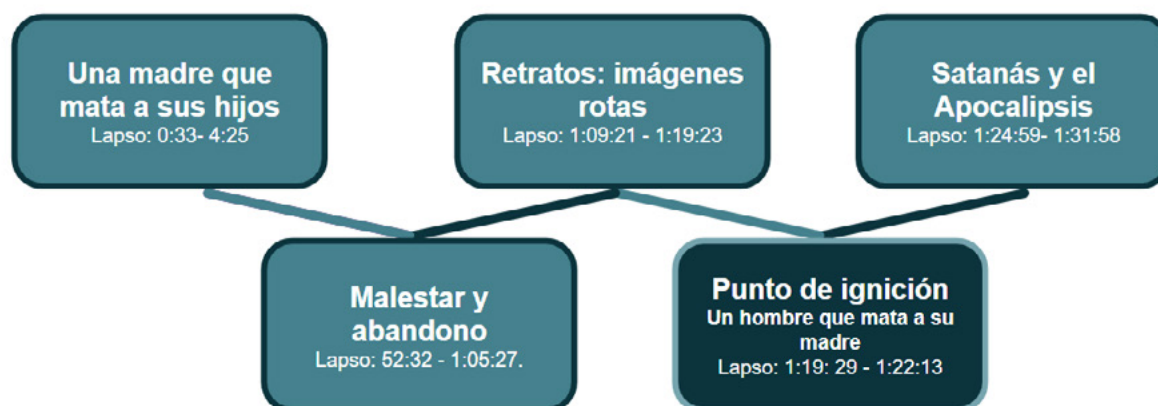 Una madre que
mata a sus hijos
Lapso: 0:33- 4:25
Retratos: imágenes
rotas
Lapso: 1:09:21 - 1:19:23
Satanás y el
Apocalipsis
Lapso: 1:24:59- 1:31:58
Malestar y
abandono
Lapso: 52:32 - 1:05:27.
Punto de ignición
Un hombre que mata a su
madre
Lapso: 1:19: 29 - 1:22:13